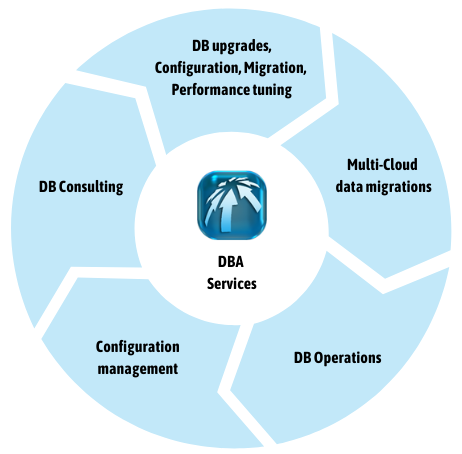 DB upgrades,
Configuration, Migration,
Performance tuning
Multi-Cloud
data migrations
DB Operations
Configuration
management
DB Consulting
DBA
Services